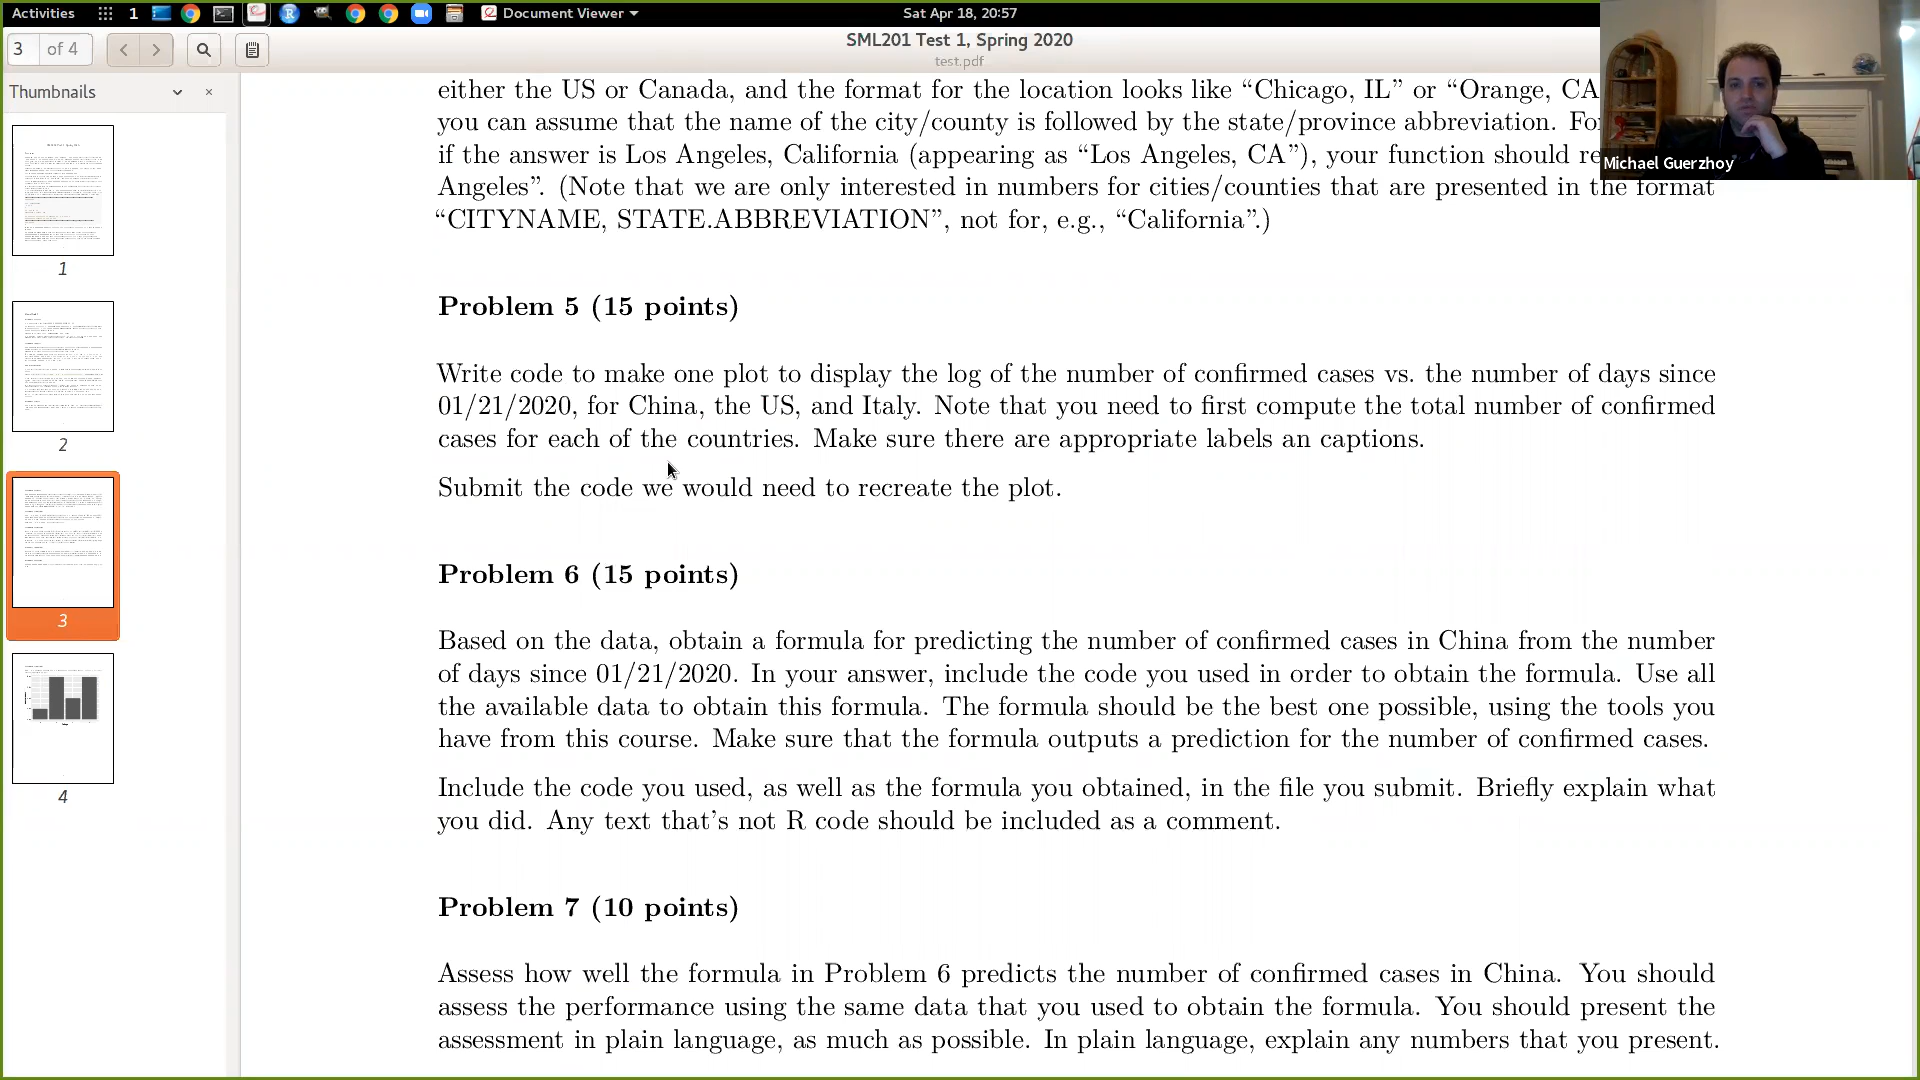 Activities 1 Document Viewer Sat Apr 18, 20:57
3 of 4 SML201 Test 1, Spring 2020
test.pdf
Thumbnails
1
2
3
4
either the US or Canada, and the format for the location looks like “Chicago, IL” or “Orange, CA
you can assume that the name of the city/county is followed by the state/province abbreviation. Fo
if the answer is Los Angeles, California (appearing as “Los Angeles, CA”), your function should re
Michael Guerzhoy
Angeles”. (Note that we are only interested in numbers for cities/counties that are presented in the format
“CITYNAME, STATE.ABBREVIATION”, not for, e.g., “California”.)
Problem 5 (15 points)
Write code to make one plot to display the log of the number of confirmed cases vs. the number of days since
01/21/2020, for China, the US, and Italy. Note that you need to first compute the total number of confirmed
cases for each of the countries. Make sure there are appropriate labels an captions.
Submit the code we would need to recreate the plot.
Problem 6 (15 points)
Based on the data, obtain a formula for predicting the number of confirmed cases in China from the number
of days since 01/21/2020. In your answer, include the code you used in order to obtain the formula. Use all
the available data to obtain this formula. The formula should be the best one possible, using the tools you
have from this course. Make sure that the formula outputs a prediction for the number of confirmed cases.
Include the code you used, as well as the formula you obtained, in the file you submit. Briefly explain what
you did. Any text that’s not R code should be included as a comment.
Problem 7 (10 points)
Assess how well the formula in Problem 6 predicts the number of confirmed cases in China. You should
assess the performance using the same data that you used to obtain the formula. You should present the
assessment in plain language, as much as possible. In plain language, explain any numbers that you present.